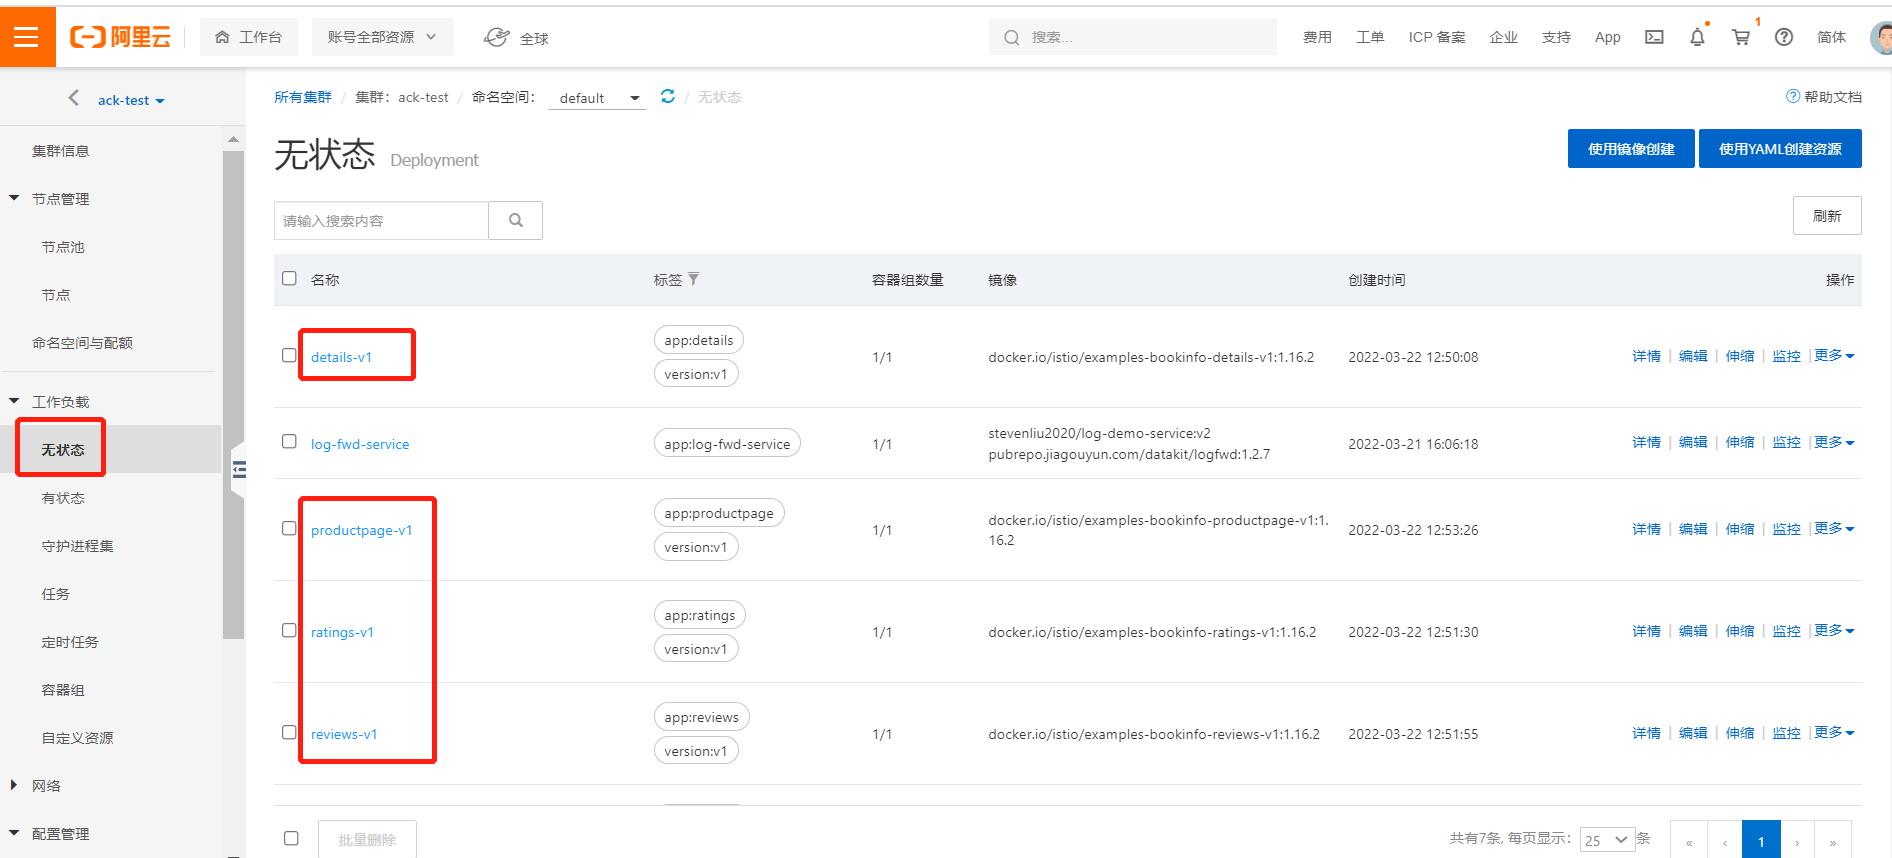 阿里云
工作台
账号全部资源
全球
搜索...
费用
工单
ICP 备案
企业
支持
App
1
简体
ack-test
集群信息
节点管理
节点池
节点
命名空间与配额
工作负载
无状态
有状态
守护进程集
任务
定时任务
容器组
自定义资源
网络
配置管理
所有集群 / 集群：ack-test / 命名空间： default / 无状态
帮助文档
无状态 Deployment
使用镜像创建
使用YAML创建资源
请输入搜索内容
刷新
名称 标签 容器组数量 镜像 创建时间 操作
details-v1
app:details
version:v1
1/1
docker.io/istio/examples-bookinfo-details-v1:1.16.2
2022-03-22 12:50:08
详情 | 编辑 | 伸缩 | 监控 | 更多
log-fwd-service
app:log-fwd-service
1/1
stevenliu2020/log-demo-service:v2
pubrepo.jiagouyun.com/datakit/logfwd:1.2.7
2022-03-21 16:06:18
详情 | 编辑 | 伸缩 | 监控 | 更多
productpage-v1
app:productpage
version:v1
1/1
docker.io/istio/examples-bookinfo-productpage-v1:1.
16.2
2022-03-22 12:53:26
详情 | 编辑 | 伸缩 | 监控 | 更多
ratings-v1
app:ratings
version:v1
1/1
docker.io/istio/examples-bookinfo-ratings-v1:1.16.2
2022-03-22 12:51:30
详情 | 编辑 | 伸缩 | 监控 | 更多
reviews-v1
app:reviews
version:v1
1/1
docker.io/istio/examples-bookinfo-reviews-v1:1.16.2
2022-03-22 12:51:55
详情 | 编辑 | 伸缩 | 监控 | 更多
批量删除
共有7条, 每页显示： 25 条
« ‹ 1 › »